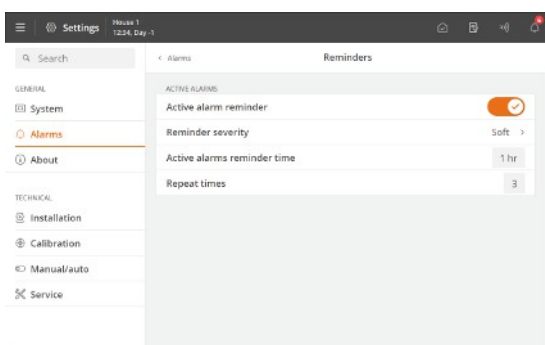 Settings
House 1
12:34, Day -1
Search
Alarms
Reminders
GENERAL
System
Alarms
About
TECHNICAL
Installation
Calibration
Manual/auto
Service
ACTIVE ALARMS
Active alarm reminder
Reminder severity Soft
Active alarms reminder time 1 hr
Repeat times 3